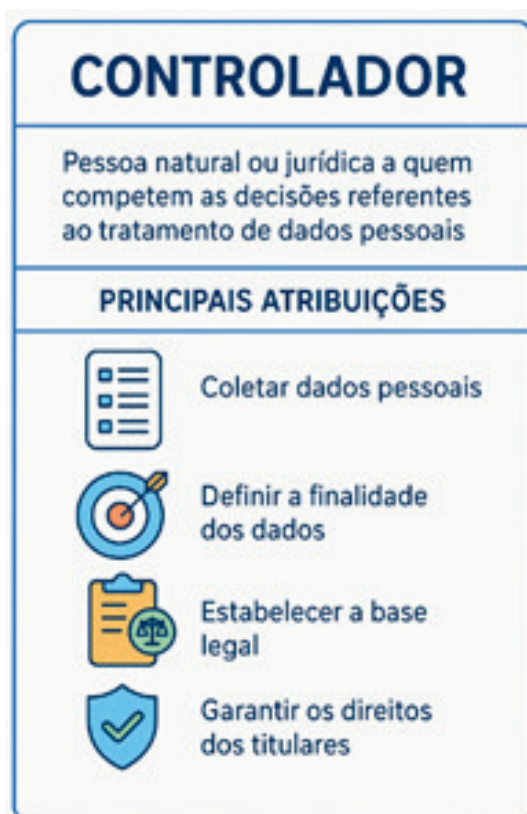 CONTROLADOR
Pessoa natural ou jurídica a quem
competem as decisões referentes
ao tratamento de dados pessoais
PRINCIPAIS ATRIBUIÇÕES
Coletar dados pessoais
Definir a finalidade
dos dados
Estabelecer a base
legal
Garantir os direitos
dos titulares